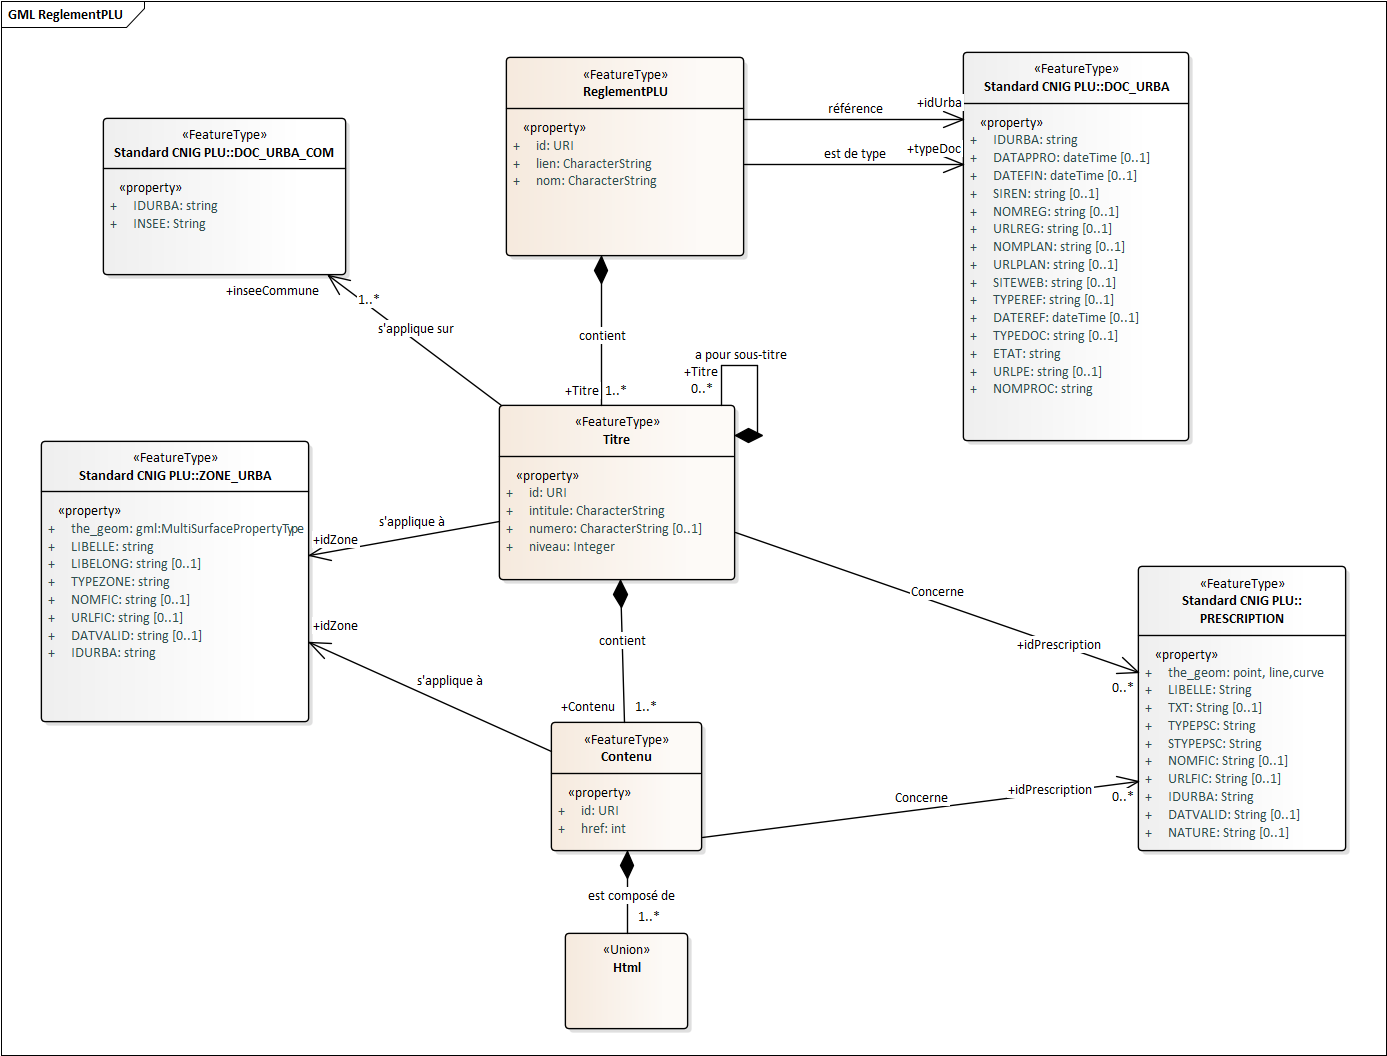 GML ReglementPLU
«FeatureType»
ReglementPLU
«property»
+ id: URI
+ lien: CharacterString
+ nom: CharacterString
référence
+idUrba
est de type
+typeDoc
«FeatureType»
Standard CNIG PLU::DOC_URBA
«property»
+ IDURBA: string
+ DATAPPRO: dateTime [0..1]
+ DATEFIN: dateTime [0..1]
+ SIREN: string [0..1]
+ NOMREG: string [0..1]
+ URLREG: string [0..1]
+ NOMPLAN: string [0..1]
+ URLPLAN: string [0..1]
+ SITEWEB: string [0..1]
+ TYPEREF: string [0..1]
+ DATEREF: dateTime [0..1]
+ TYPEDOC: string [0..1]
+ ETAT: string
+ URLPE: string [0..1]
+ NOMPROC: string
«FeatureType»
Standard CNIG PLU::DOC_URBA_COM
«property»
+ IDURBA: string
+ INSEE: String
+inseeCommune
1..*
s'applique sur
contient
+Titre 1..*
a pour sous-titre
+Titre
0..*
«FeatureType»
Titre
«property»
+ id: URI
+ intitule: CharacterString
+ numero: CharacterString [0..1]
+ niveau: Integer
«FeatureType»
Standard CNIG PLU::ZONE_URBA
«property»
+ the_geom: gml:MultiSurfacePropertyType
+ LIBELLE: string
+ LIBELONG: string [0..1]
+ TYPEZONE: string
+ NOMFIC: string [0..1]
+ URLFIC: string [0..1]
+ DATVALID: string [0..1]
+ IDURBA: string
s'applique à
+idZone
+idZone
s'applique à
contient
+Contenu 1..*
Concerne
+idPrescription
0..*
«FeatureType»
Standard CNIG PLU::
PRESCRIPTION
«property»
+ the_geom: point, line,curve
+ LIBELLE: String
+ TXT: String [0..1]
+ TYPEPSC: String
+ STYPEPSC: String
+ NOMFIC: String [0..1]
+ URLFIC: String [0..1]
+ IDURBA: String
+ DATVALID: String [0..1]
+ NATURE: String [0..1]
«FeatureType»
Contenu
«property»
+ id: URI
+ href: int
Concerne
+idPrescription
0..*
est composé de
1..*
«Union»
Html